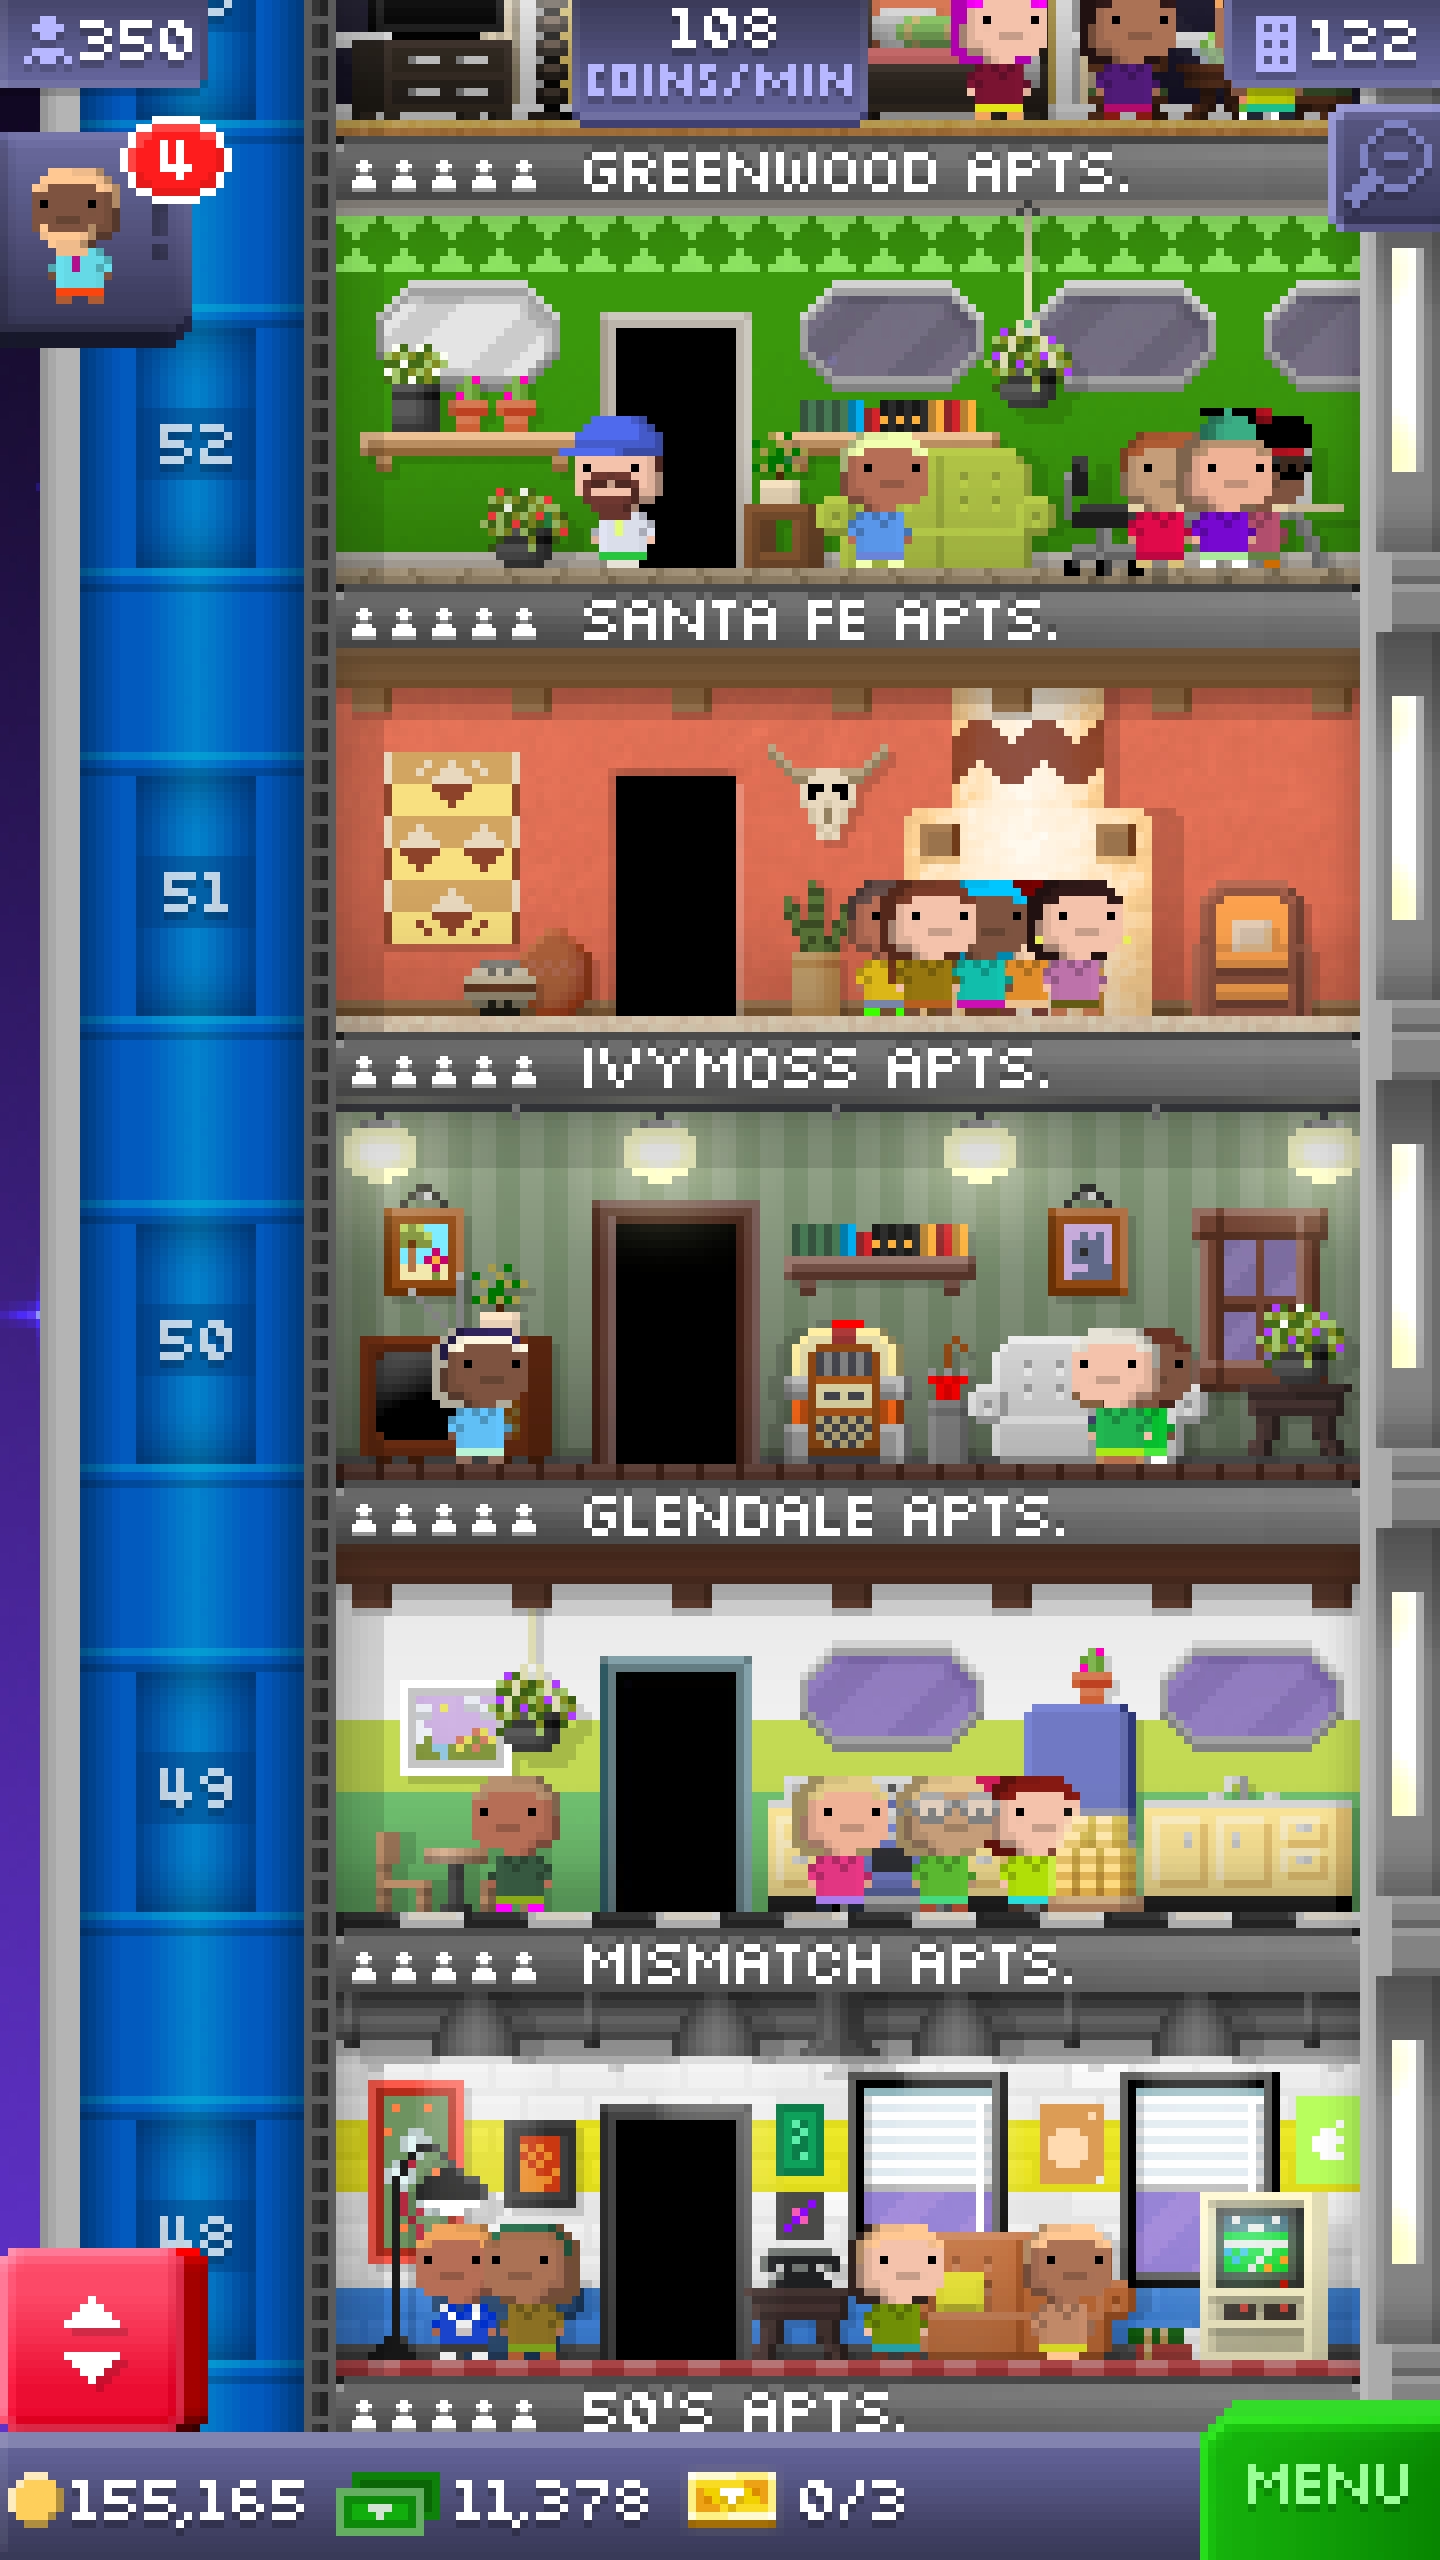 350
108
COINS/MIN
122
4
GREENWOOD APTS.
52
SANTA FE APTS.
51
IVYMOSS APTS.
50
GLENDALE APTS.
49
MISMATCH APTS.
48
50'S APTS.
155,165
11,378
0/3
MENU